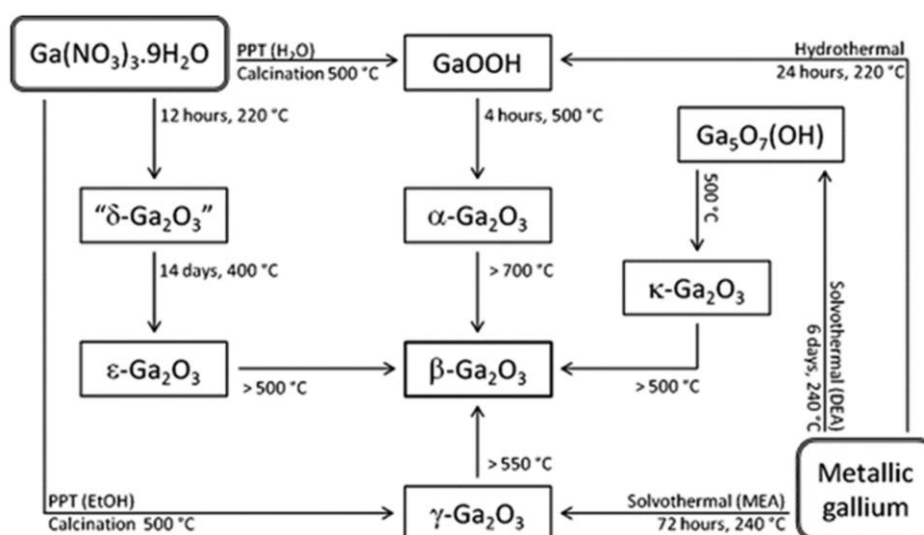 Ga(NO₃)₃.9H₂O
PPT (H₂O)
Calcination 500 °C
GaOOH
Hydrothermal
24 hours, 220 °C
12 hours, 220 °C
4 hours, 500 °C
Ga₅O₇(OH)
500 °C
“δ-Ga₂O₃”
α-Ga₂O₃
14 days, 400 °C
> 700 °C
κ-Ga₂O₃
Solvothermal (DEA)
6 days, 240 °C
ε-Ga₂O₃
> 500 °C
β-Ga₂O₃
> 500 °C
> 550 °C
PPT (EtOH)
Calcination 500 °C
γ-Ga₂O₃
Solvothermal (MEA)
72 hours, 240 °C
Metallic
gallium